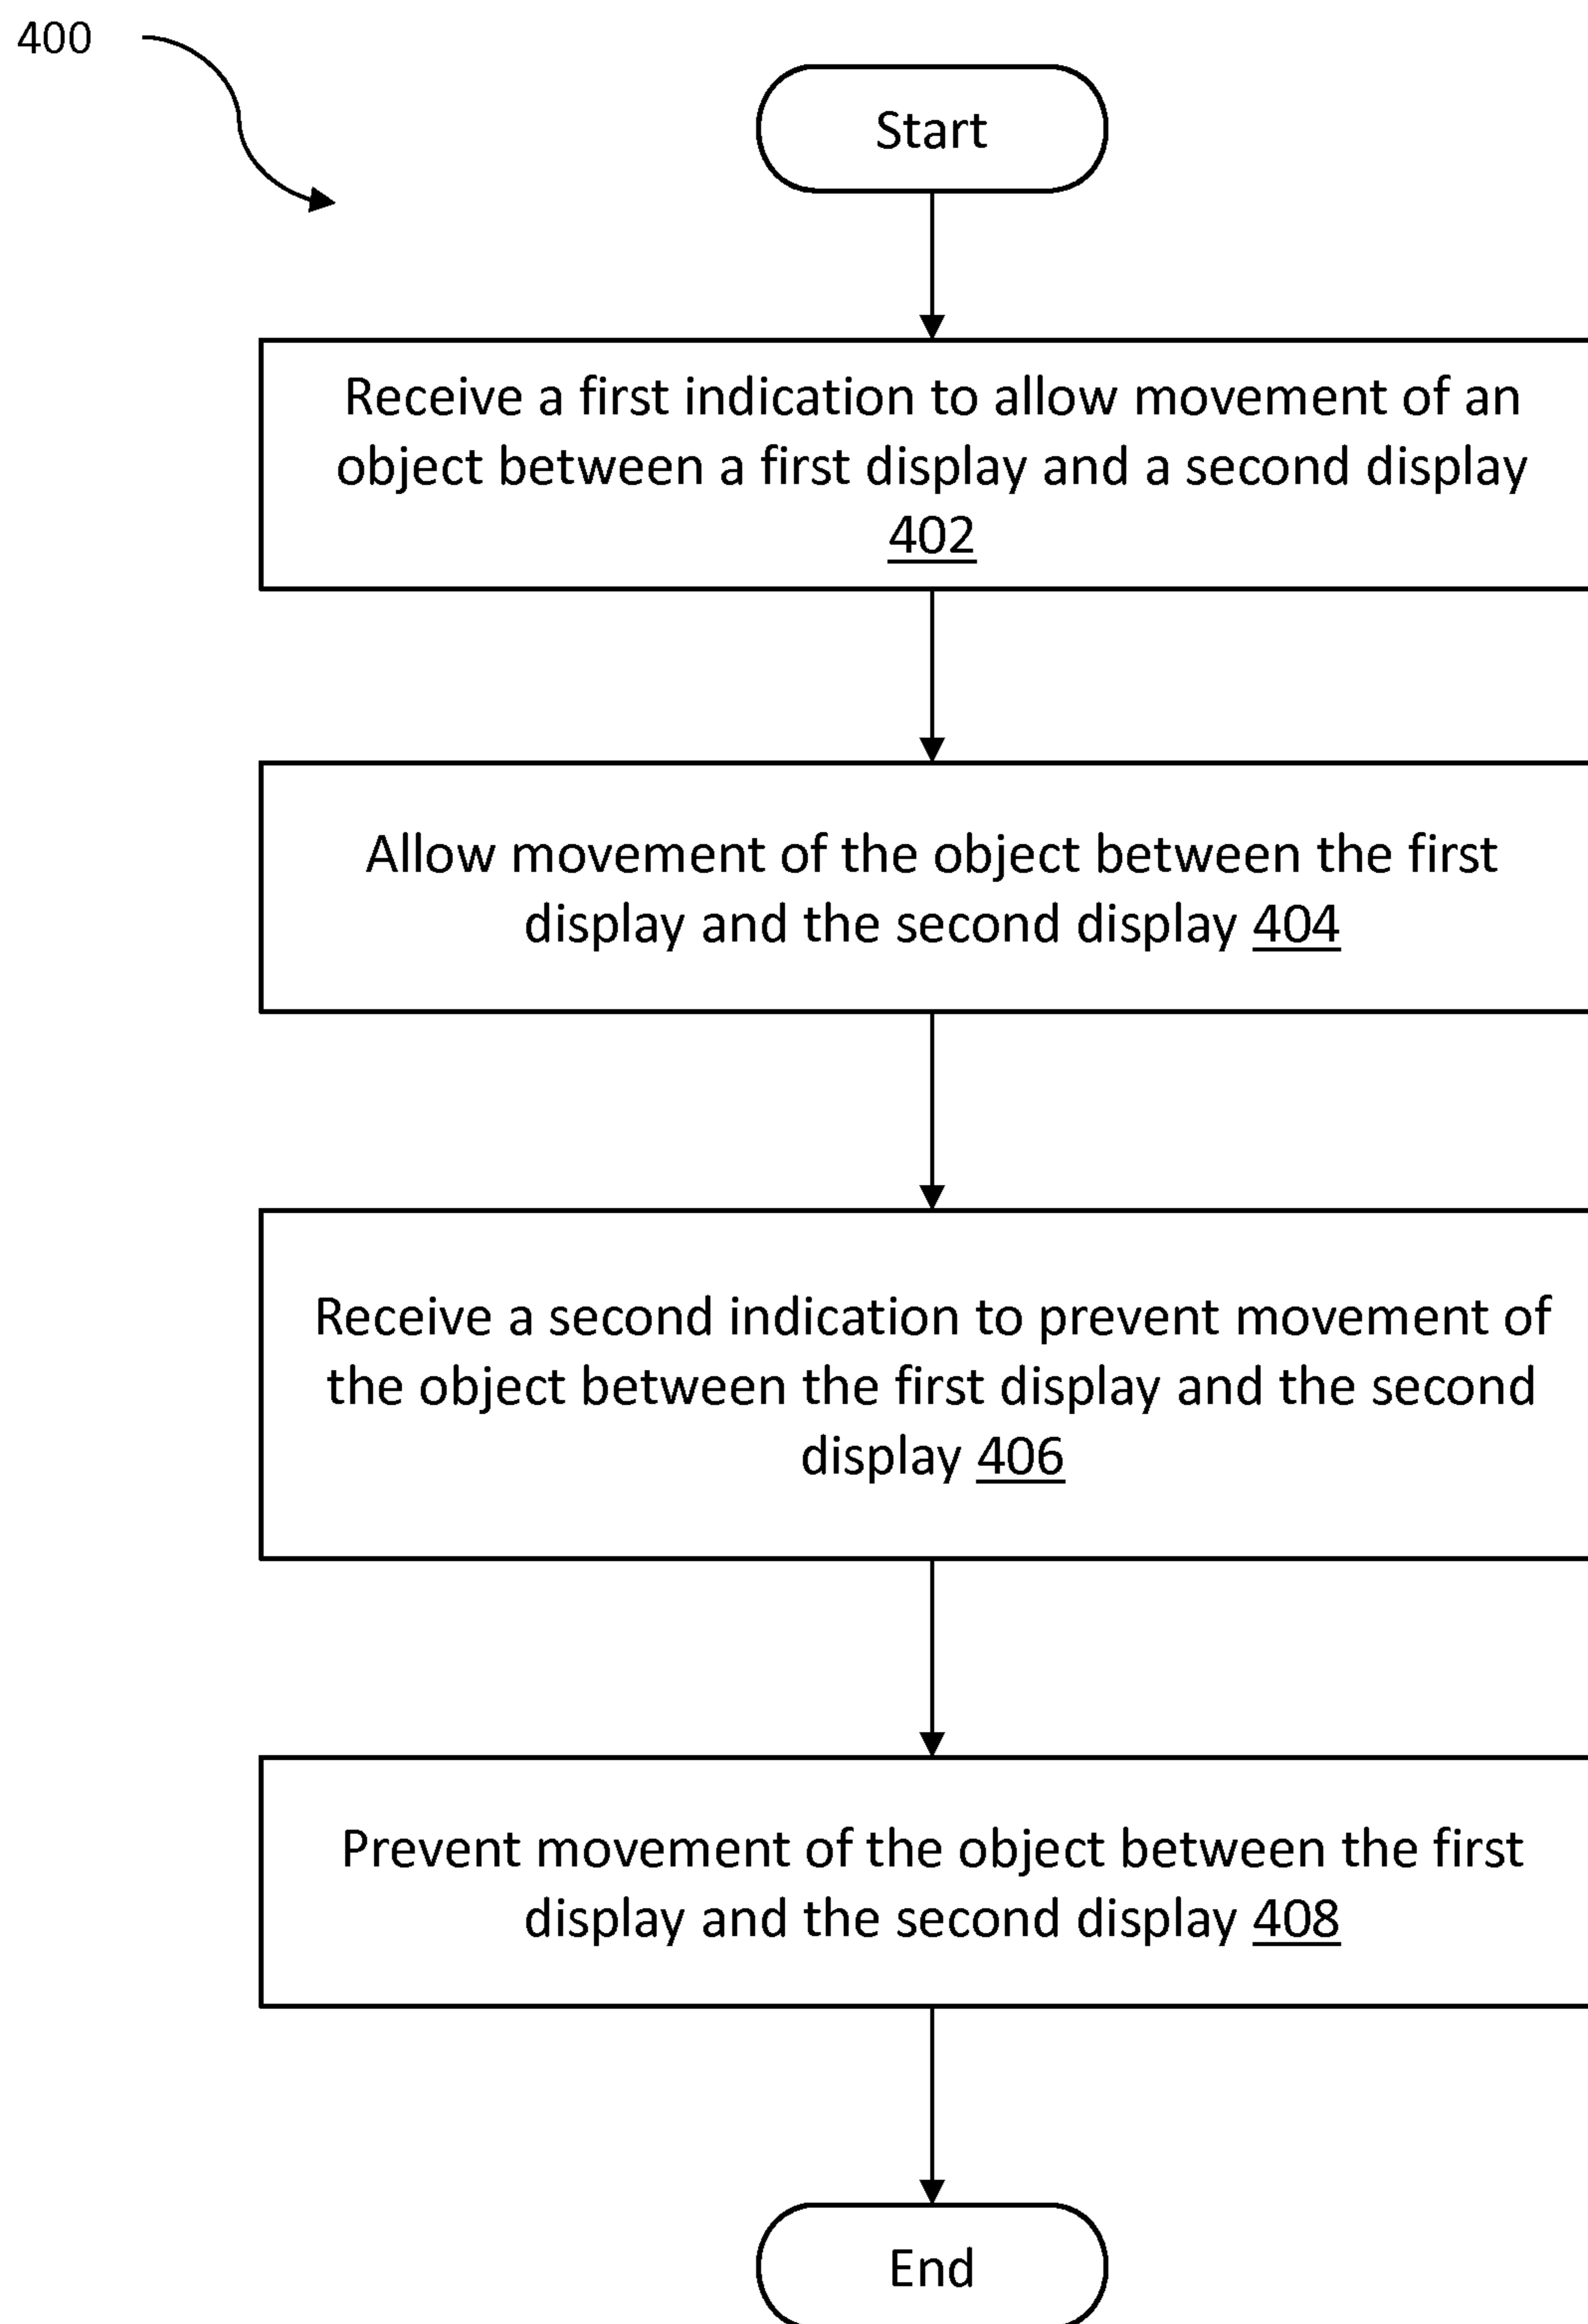 400
Start
Receive a first indication to allow movement of an
object between a first display and a second display
402
Allow movement of the object between the first
display and the second display 404
Receive a second indication to prevent movement of
the object between the first display and the second
display 406
Prevent movement of the object between the first
display and the second display 408
End